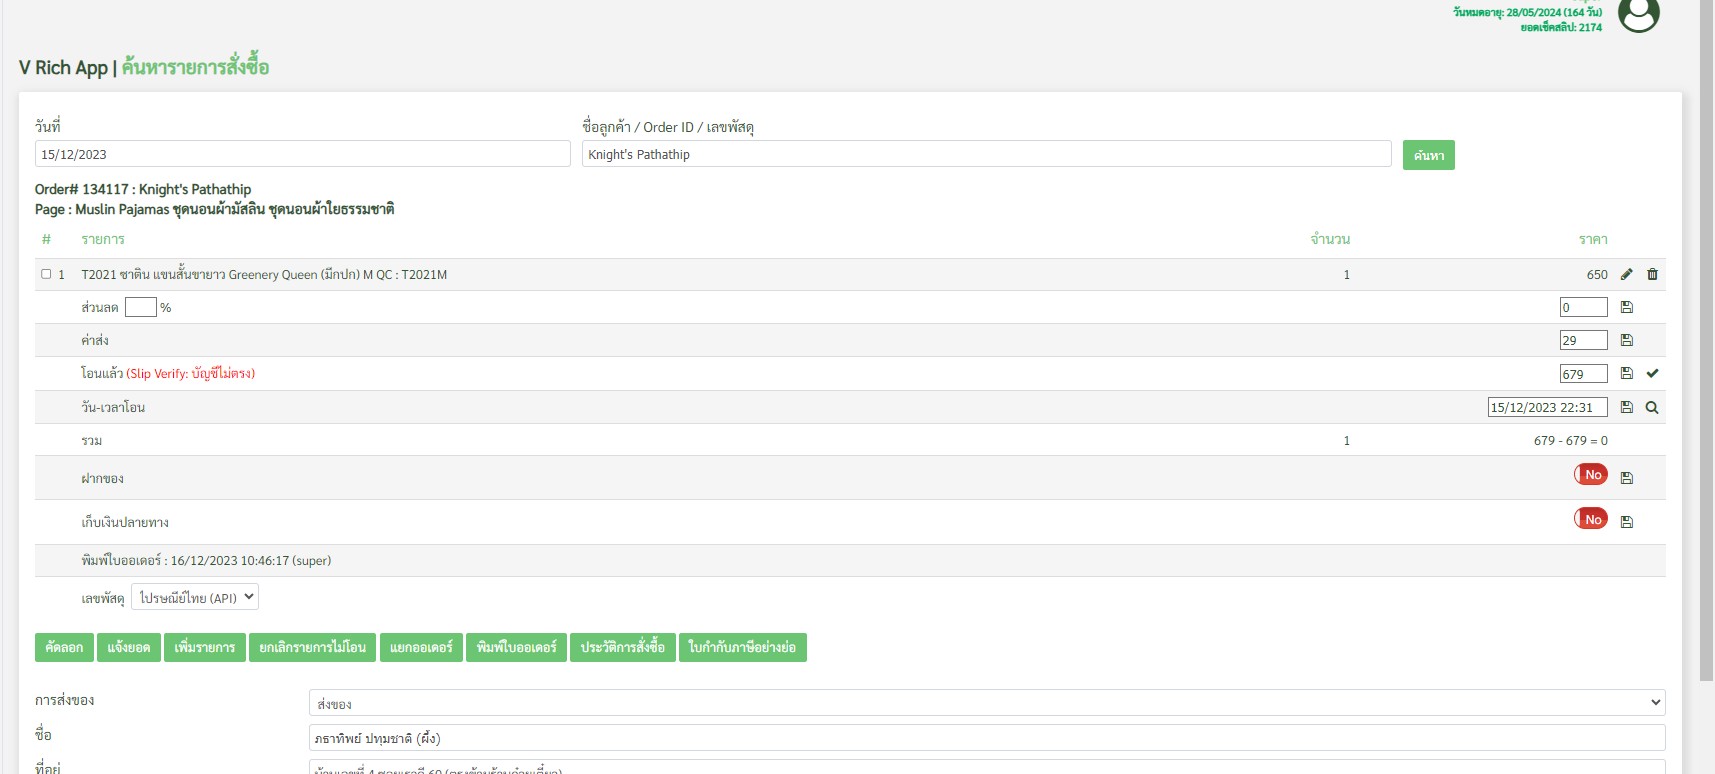 วันหมดอายุ: 28/05/2024 (164 วัน)
ยอดเช็คสลิป: 2174
V Rich App | ค้นหารายการสั่งซื้อ
วันที่ ชื่อลูกค้า / Order ID / เลขพัสดุ
15/12/2023 Knight's Pathathip ค้นหา
Order# 134117 : Knight's Pathathip
Page : Muslin Pajamas ชุดนอนผ้ามัสลิน ชุดนอนผ้าใยธรรมชาติ
# รายการ จำนวน ราคา
1 T2021 ซาติน แขนสั้นขายาว Greenery Queen (มีกปก) M QC : T2021M 1 650
ส่วนลด % 0
ค่าส่ง 29
โอนแล้ว (Slip Verify: บัญชีไม่ตรง) 679
วัน-เวลาโอน 15/12/2023 22:31
รวม 1 679 - 679 = 0
ฝากของ No
เก็บเงินปลายทาง No
พิมพ์ใบออเดอร์ : 16/12/2023 10:46:17 (super)
เลขพัสดุ ไปรษณีย์ไทย (API)
คัดลอก แจ้งยอด เพิ่มรายการ ยกเลิกรายการไม่โอน แยกออเดอร์ พิมพ์ใบออเดอร์ ประวัติการสั่งซื้อ ใบกำกับภาษีอย่างย่อ
การส่งของ ส่งของ
ชื่อ ภธาทิพย์ ปทุมชาติ (ผึ้ง)
ที่อยู่